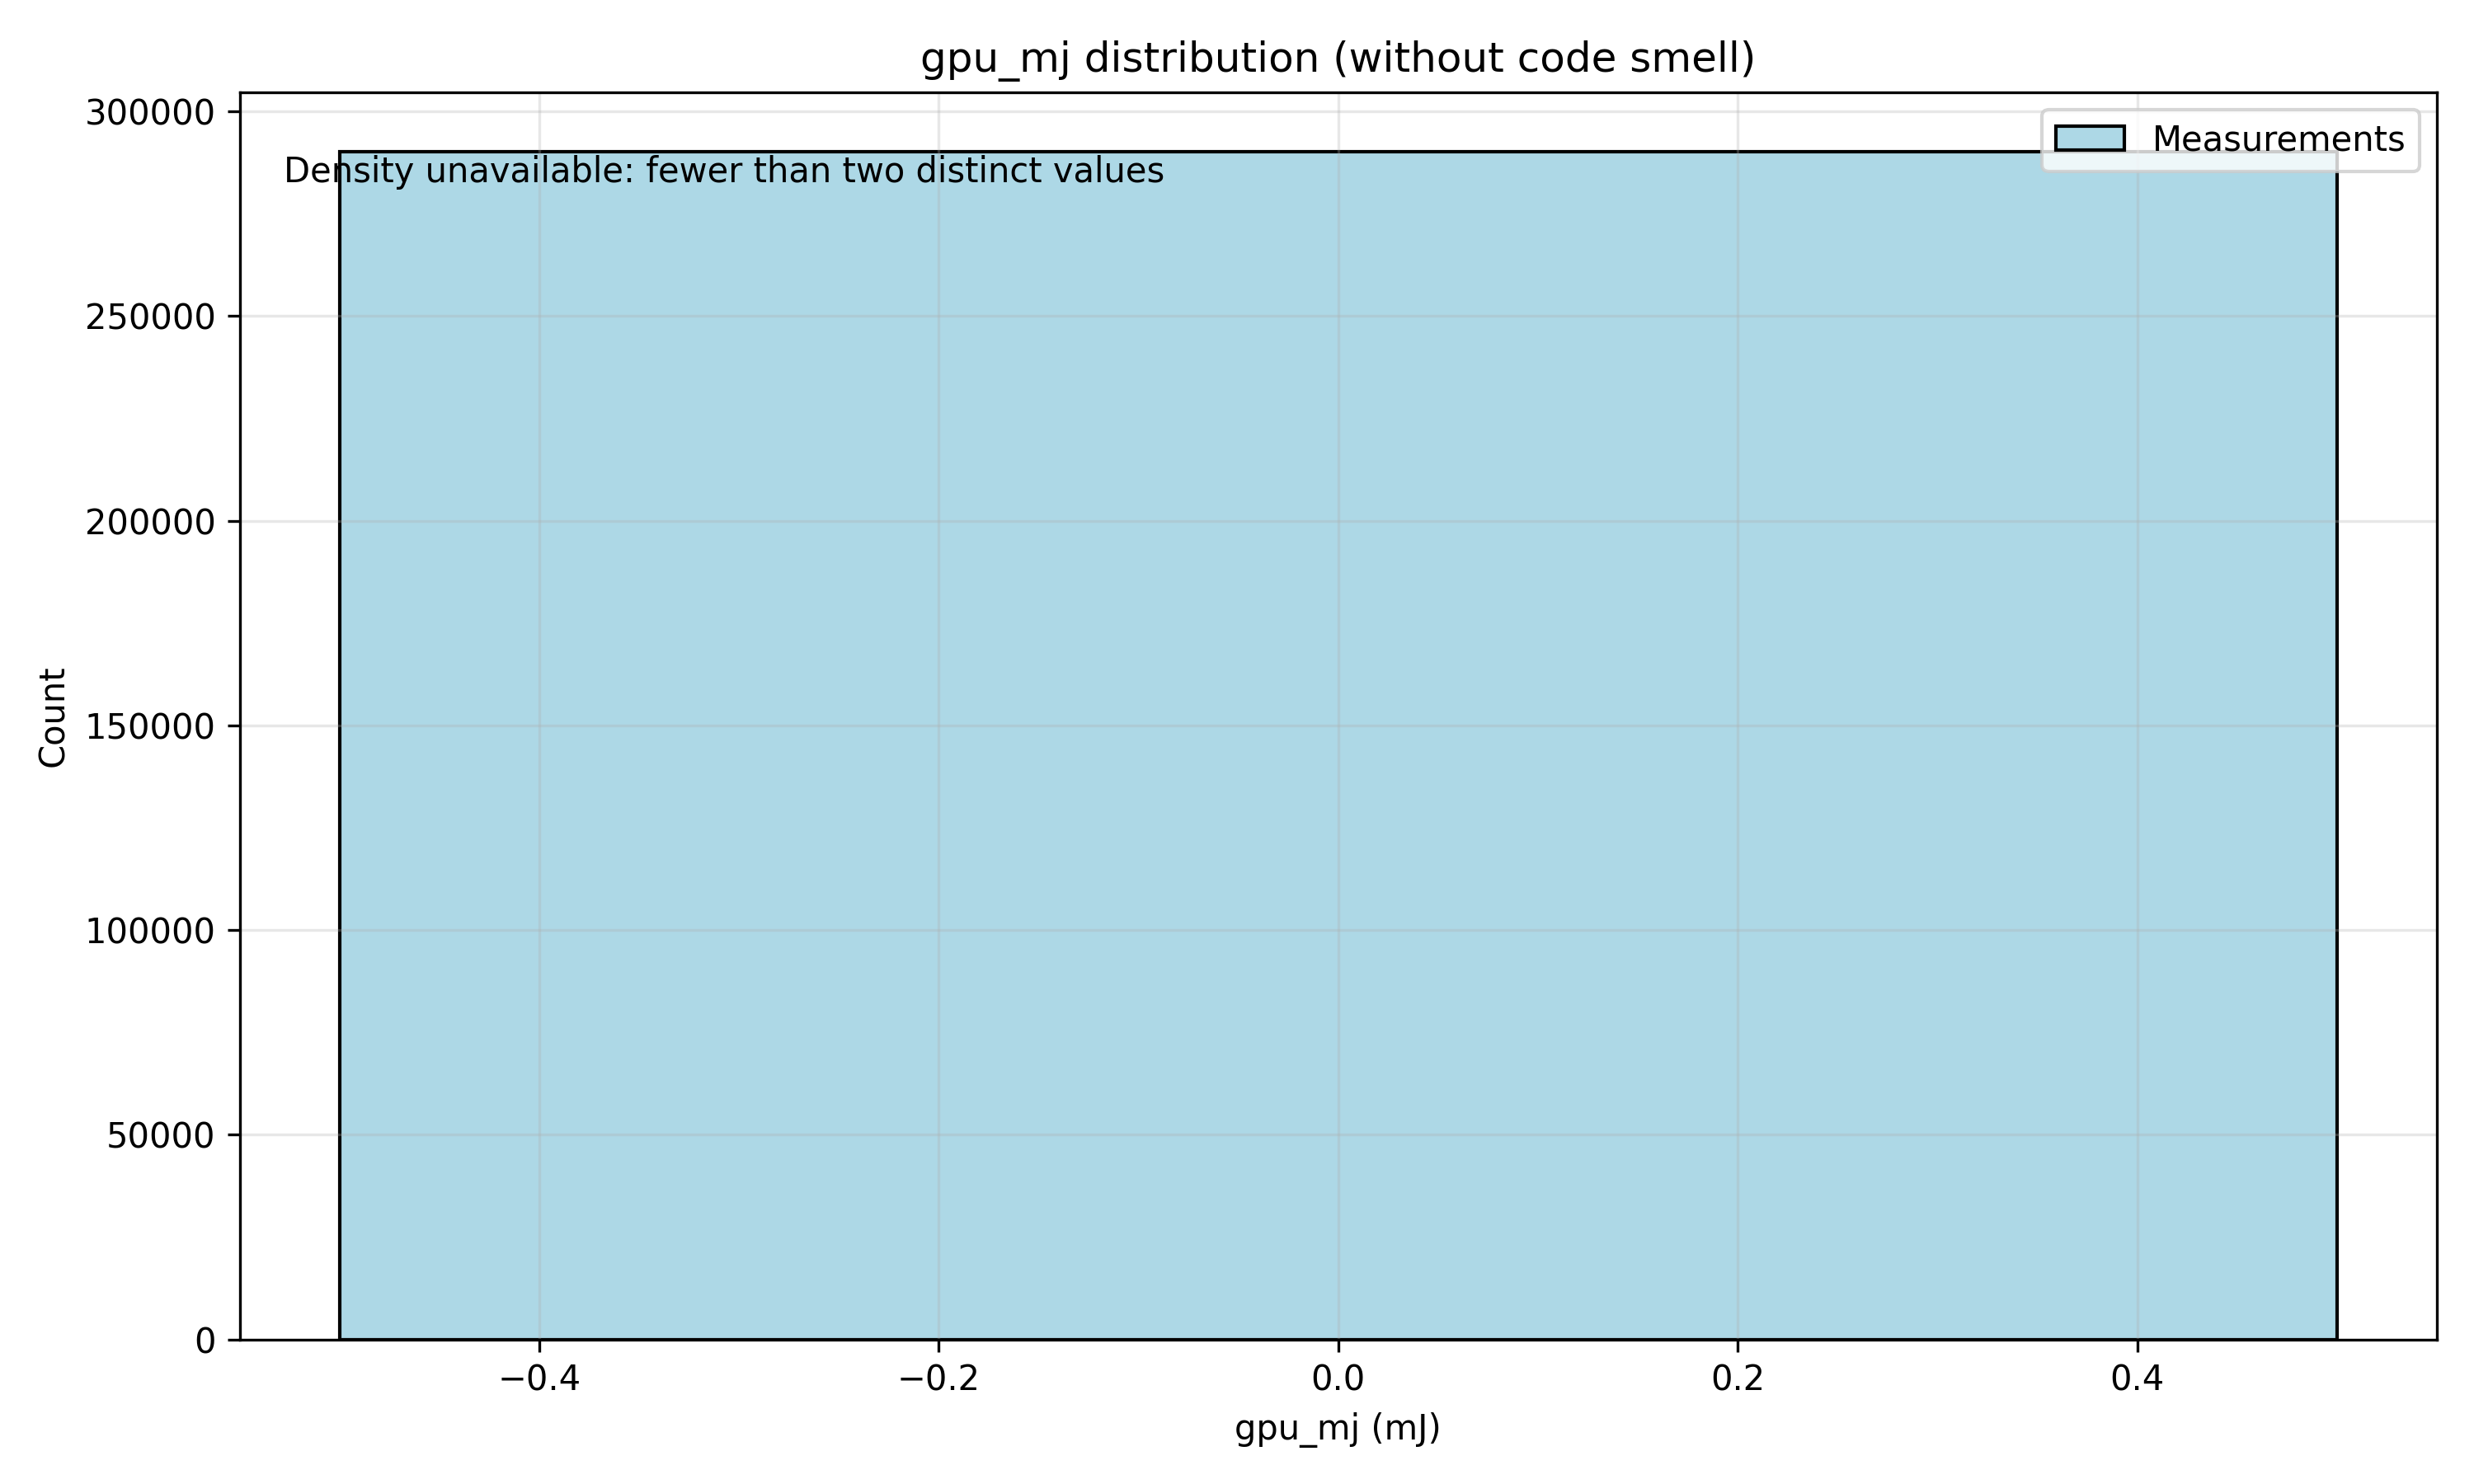 gpu_mj distribution (without code smell)
Measurements
Density unavailable: fewer than two distinct values
300000
250000
200000
150000
100000
50000
0
Count
−0.4
−0.2
0.0
0.2
0.4
gpu_mj (mJ)